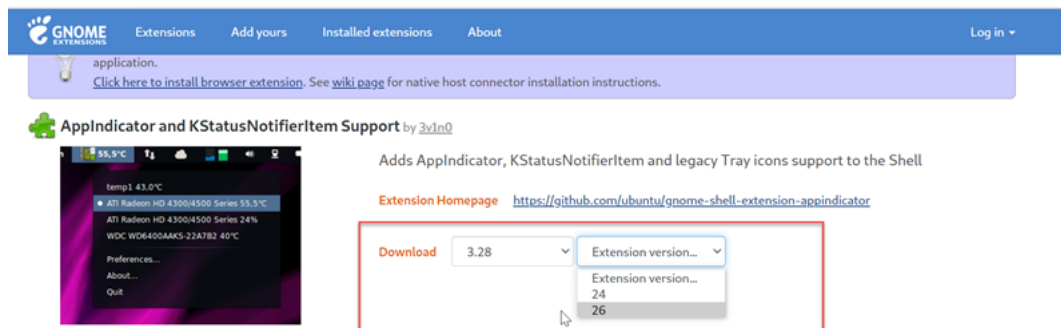 GNOME
EXTENSIONS
Extensions Add yours Installed extensions About Log in
application.
Click here to install browser extension. See wiki page for native host connector installation instructions.
AppIndicator and KStatusNotifierItem Support by 3v1n0
55,5°C
temp1 43.0°C
ATI Radeon HD 4300/4500 Series 55.5°C
ATI Radeon HD 4300/4500 Series 24%
WDC WD6400AAKS-22A7B2 40°C
Preferences...
About...
Quit
Adds AppIndicator, KStatusNotifierItem and legacy Tray icons support to the Shell
Extension Homepage https://github.com/ubuntu/gnome-shell-extension-appindicator
Download 3.28 Extension version...
Extension version...
24
26